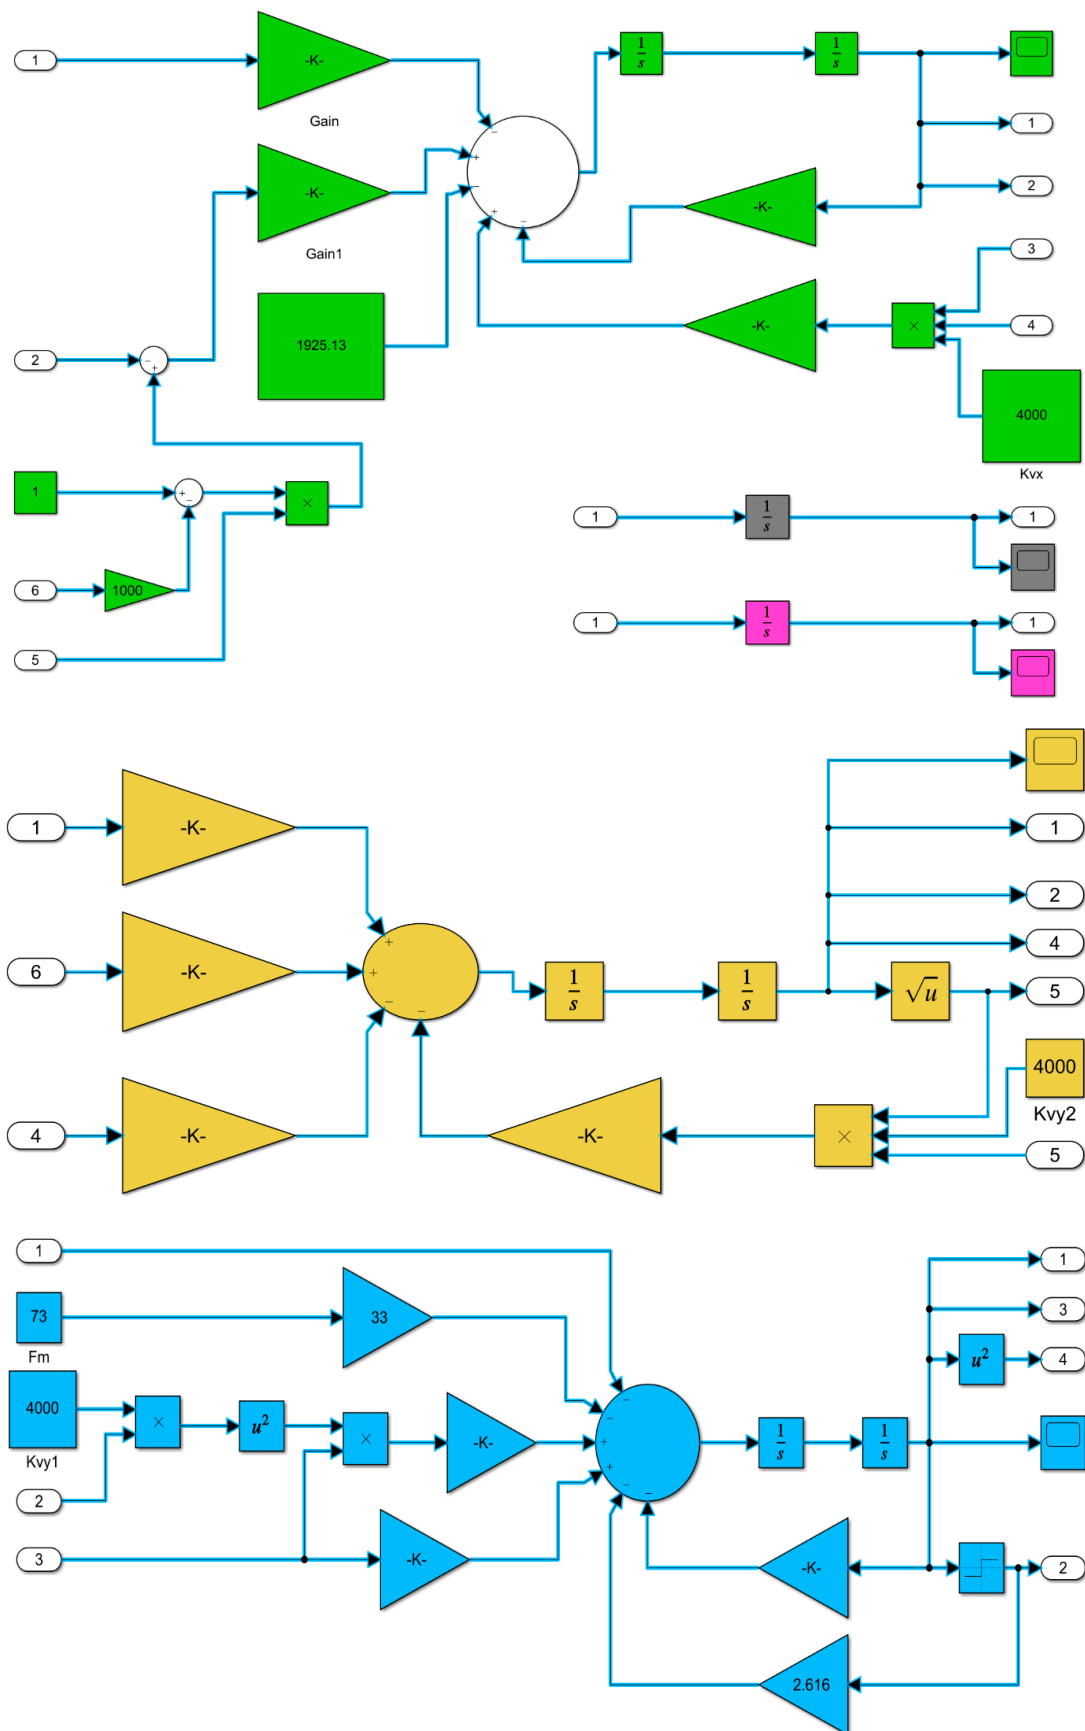 1
-K-
Gain
1
s
1
s
1
-K-
Gain1
2
-K-
3
1925.13
-K-
×
4
2
4000
Kvx
1
×
1
1
s
1
6
1000
1
1
s
1
5
1
-K-
1
2
6
-K-
4
1
s
1
s
√u
5
4000
Kvy2
4
-K-
-K-
×
5
1
1
73
Fm
33
3
u²
4
4000
Kvy1
×
u²
×
-K-
1
s
1
s
2
3
-K-
-K-
2
2.616